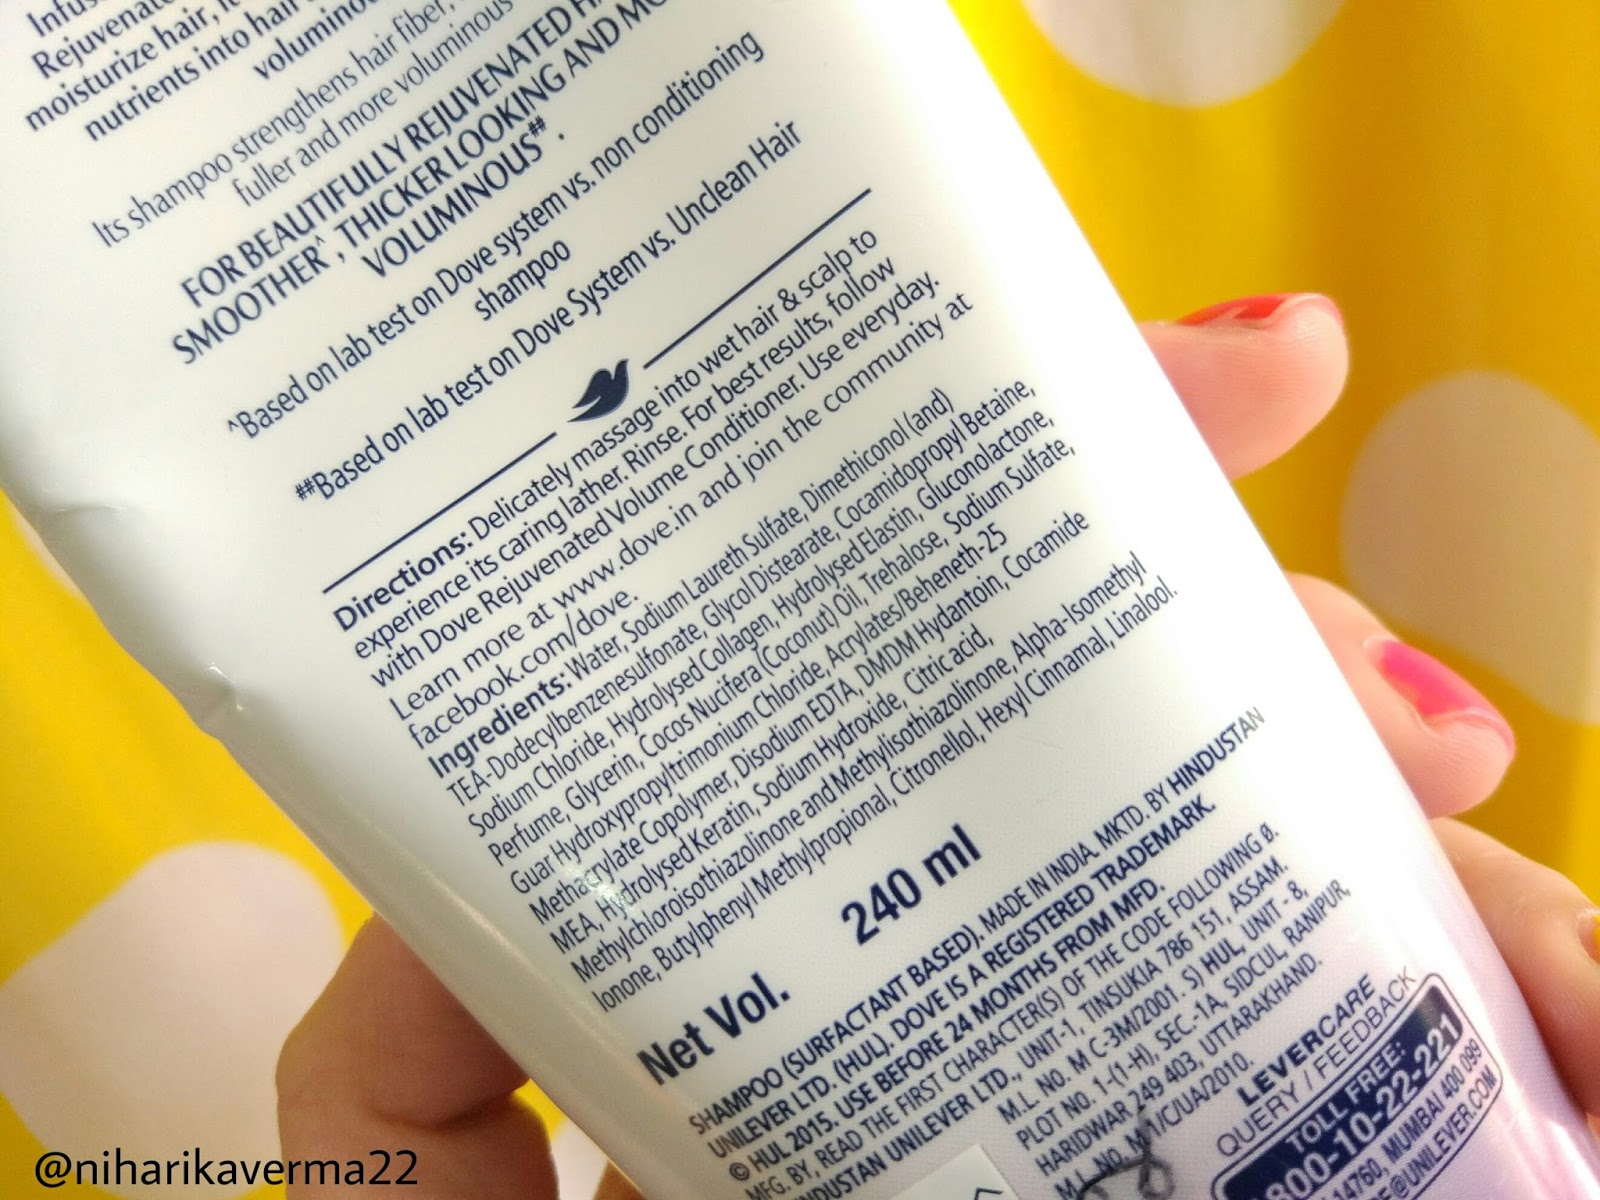 Infus
Rejuvenate
moisturize hair, it
nutrients into hair
voluminou
Its shampoo strengthens hair fiber,
fuller and more voluminous
FOR BEAUTIFULLY REJUVENATED H
SMOOTHER^, THICKER LOOKING AND MO
VOLUMINOUS##.
^Based on lab test on Dove system vs. non conditioning
shampoo
##Based on lab test on Dove System vs. Unclean Hair
Directions: Delicately massage into wet hair & scalp to
experience its caring lather. Rinse. For best results, follow
with Dove Rejuvenated Volume Conditioner. Use everyday.
Learn more at www.dove.in and join the community at
facebook.com/dove.
Ingredients: Water, Sodium Laureth Sulfate, Dimethiconol (and)
TEA-Dodecylbenzenesulfonate, Glycol Distearate, Cocamidopropyl Betaine,
Sodium Chloride, Hydrolysed Collagen, Hydrolysed Elastin, Gluconolactone,
Perfume, Glycerin, Cocos Nucifera (Coconut) Oil, Trehalose, Sodium Sulfate,
Guar Hydroxypropyltrimonium Chloride, Acrylates/Beheneth-25
Methacrylate Copolymer, Disodium EDTA, DMDM Hydantoin, Cocamide
MEA, Hydrolysed Keratin, Sodium Hydroxide, Citric acid,
Methylchloroisothiazolinone and Methylisothiazolinone, Alpha-Isomethyl
Ionone, Butylphenyl Methylpropional, Citronellol, Hexyl Cinnamal, Linalool.
Net Vol. 240 ml
SHAMPOO (SURFACTANT BASED). MADE IN INDIA. MKTD. BY HINDUSTAN
UNILEVER LTD. (HUL). DOVE IS A REGISTERED TRADEMARK.
© HUL 2015. USE BEFORE 24 MONTHS FROM MFD.
MFG. BY, READ THE FIRST CHARACTER(S) OF THE CODE FOLLOWING Ø.
HINDUSTAN UNILEVER LTD., UNIT-1, TINSUKIA 786 151, ASSAM.
M.L. NO. M C-3M/2001. S) HUL, UNIT - 8,
PLOT NO. 1-(1-H), SEC.-1A, SIDCUL, RANIPUR,
HARIDWAR 249 403, UTTARAKHAND.
M.L. NO. M 1/C/UA/2010.
LEVERCARE
QUERY / FEEDBACK
TOLL FREE:
800-10-22-221
14760, MUMBAI 400 099
@UNILEVER.COM
@niharikaverma22